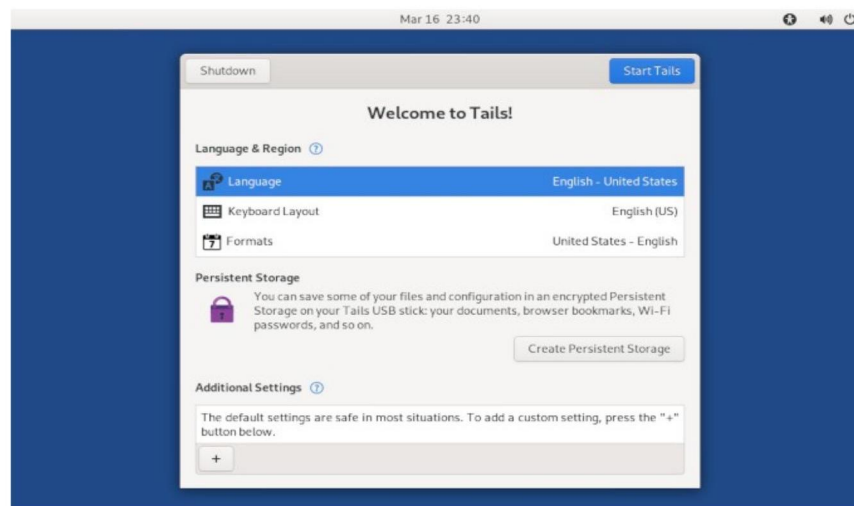 Mar 16 23:40
Shutdown
Start Tails
Welcome to Tails!
Language & Region ?
Language English - United States
Keyboard Layout English (US)
7 Formats United States - English
Persistent Storage
You can save some of your files and configuration in an encrypted Persistent
Storage on your Tails USB stick: your documents, browser bookmarks, Wi-Fi
passwords, and so on.
Create Persistent Storage
Additional Settings ?
The default settings are safe in most situations. To add a custom setting, press the "+"
button below.
+